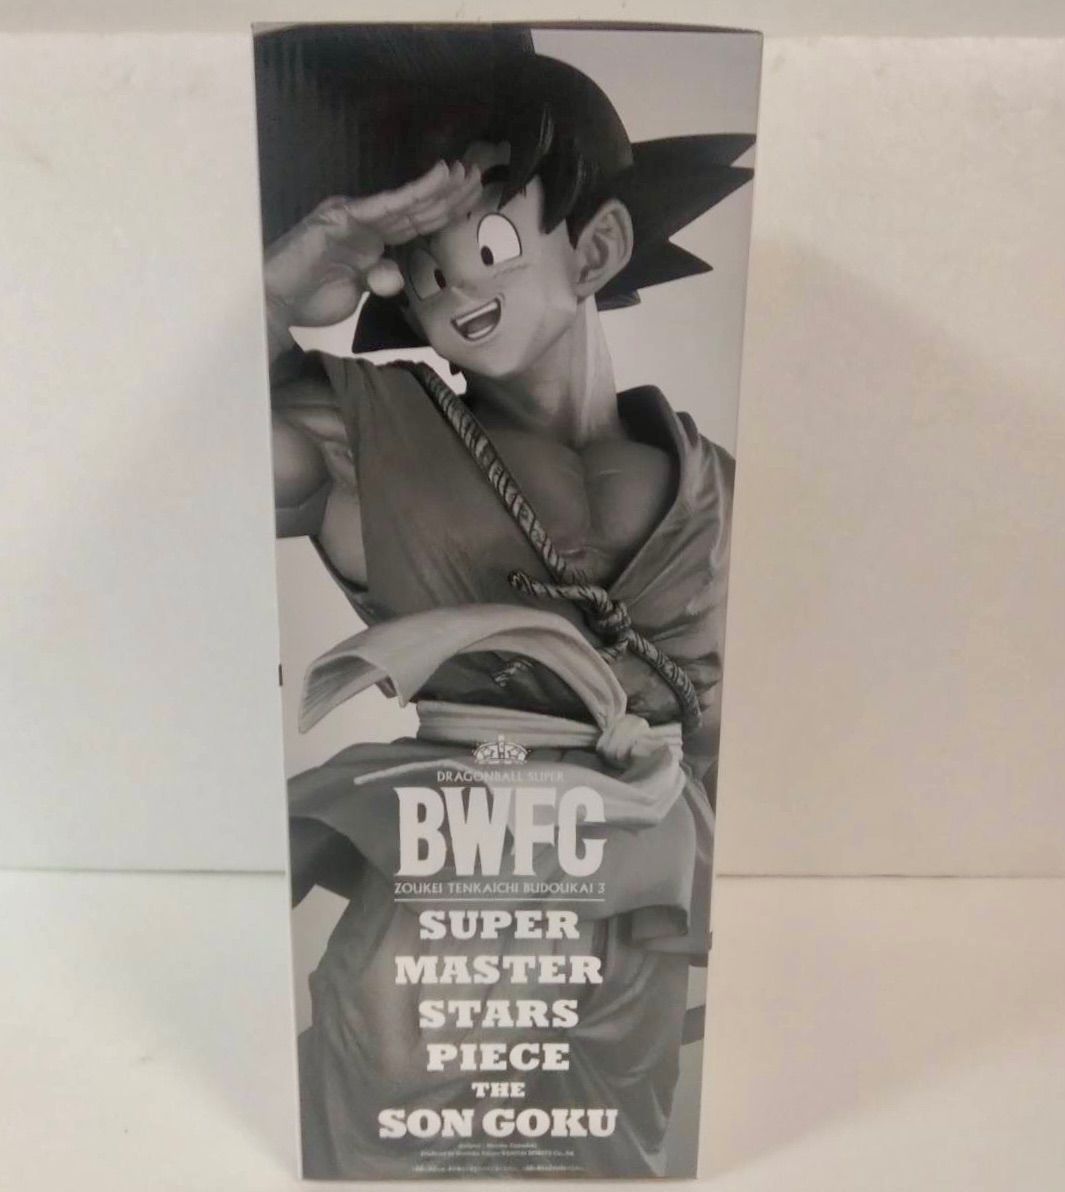 DRAGONBALL SUPER
BWFC
ZOUKEI TENKAICHI BUDOUKAI 3
SUPER
MASTER
STARS
PIECE
THE
SON GOKU